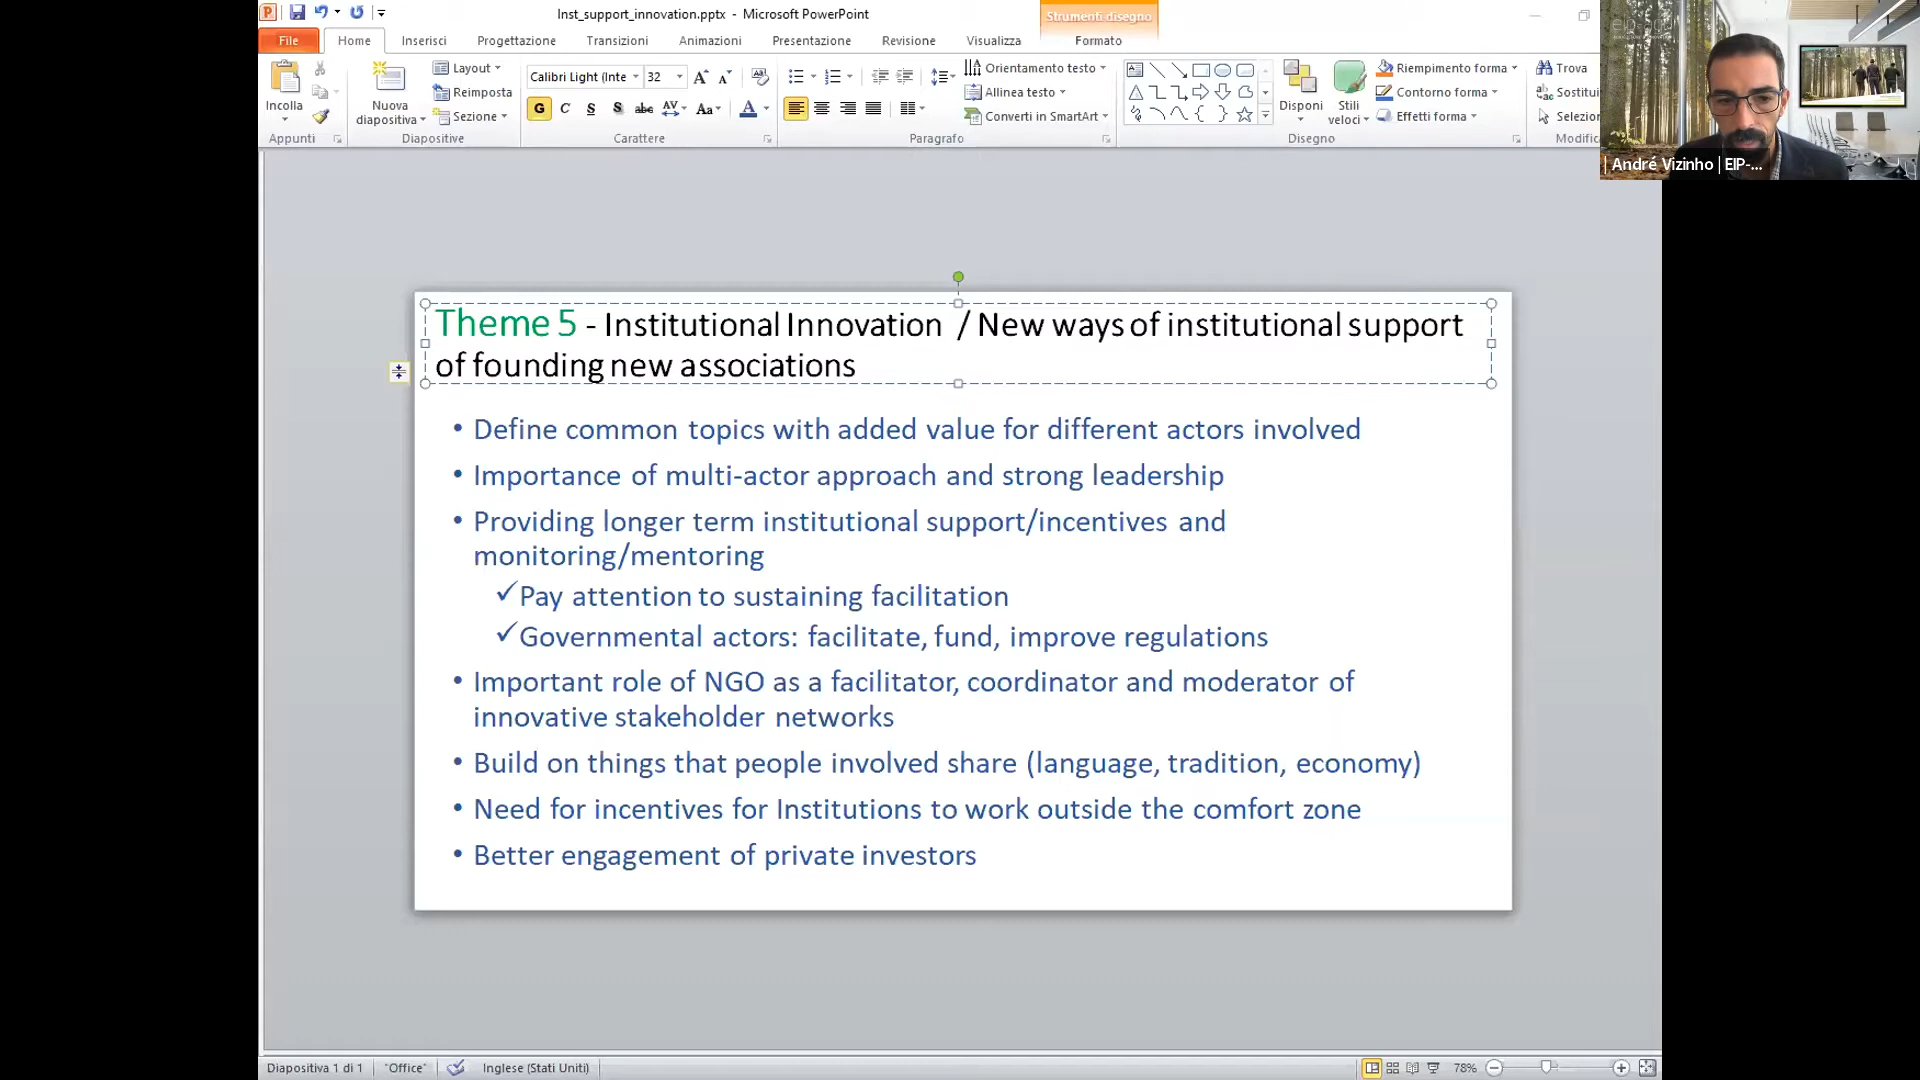 Inst_support_innovation.pptx - Microsoft PowerPoint
Strumenti disegno
File Home Inserisci Progettazione Transizioni Animazioni Presentazione Revisione Visualizza Formato
Incolla
Appunti
Nuova
diapositiva
Layout
Reimposta
Sezione
Diapositive
Calibri Light (Inte 32
G C S S abc AV Aa A
Carattere
Orientamento testo
Allinea testo
Converti in SmartArt
Paragrafo
Disponi
Stili
veloci
Riempimento forma
Contorno forma
Effetti forma
Disegno
Trova
Sostitui
Selezion
Modific
André Vizinho | EIP-...
Theme 5 - Institutional Innovation / New ways of institutional support
of founding new associations
• Define common topics with added value for different actors involved
• Importance of multi-actor approach and strong leadership
• Providing longer term institutional support/incentives and
monitoring/mentoring
✓Pay attention to sustaining facilitation
✓Governmental actors: facilitate, fund, improve regulations
• Important role of NGO as a facilitator, coordinator and moderator of
innovative stakeholder networks
• Build on things that people involved share (language, tradition, economy)
• Need for incentives for Institutions to work outside the comfort zone
• Better engagement of private investors
Diapositiva 1 di 1 "Office" Inglese (Stati Uniti) 78%